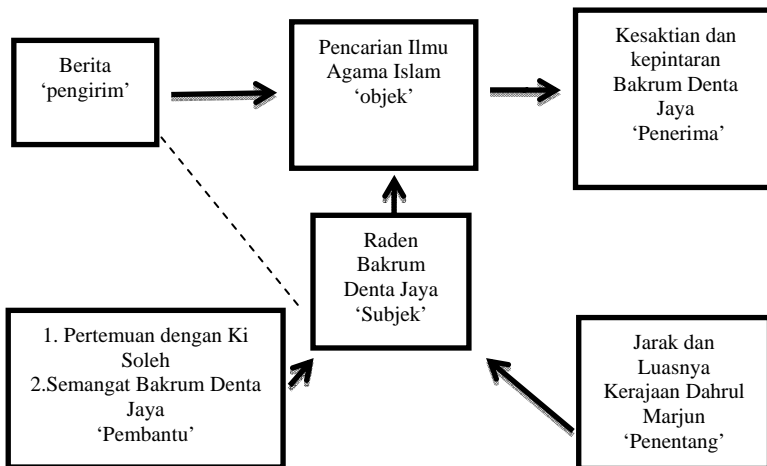 Berita
‘pengirim’
Pencarian Ilmu
Agama Islam
‘objek’
Kesaktian dan
kepintaran
Bakrum Denta
Jaya
‘Penerima’
Raden
Bakrum
Denta Jaya
‘Subjek’
1. Pertemuan dengan Ki
Soleh
2.Semangat Bakrum Denta
Jaya
‘Pembantu’
Jarak dan
Luasnya
Kerajaan Dahrul
Marjun
‘Penentang’